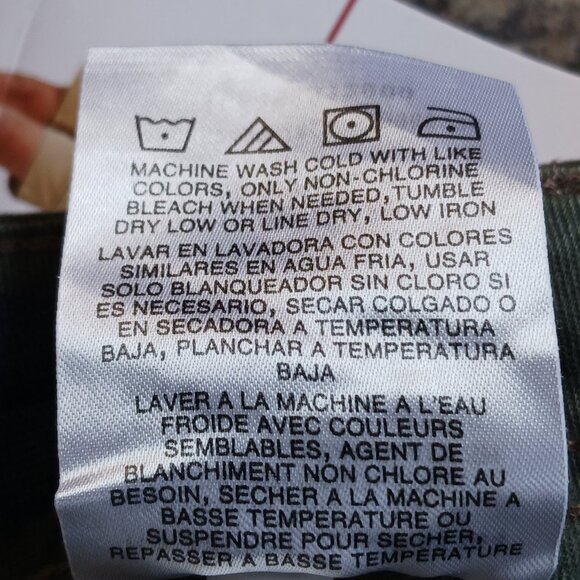 MACHINE WASH COLD WITH LIKE
COLORS, ONLY NON-CHLORINE
BLEACH WHEN NEEDED, TUMBLE
DRY LOW OR LINE DRY, LOW IRON
LAVAR EN LAVADORA CON COLORES
SIMILARES EN AGUA FRIA, USAR
SOLO BLANQUEADOR SIN CLORO SI
ES NECESARIO, SECAR COLGADO O
EN SECADORA A TEMPERATURA
BAJA, PLANCHAR A TEMPERATURA
BAJA
LAVER A LA MACHINE A L'EAU
FROIDE AVEC COULEURS
SEMBLABLES, AGENT DE
BLANCHIMENT NON CHLORE AU
BESOIN, SECHER A LA MACHINE A
BASSE TEMPERATURE OU
SUSPENDRE POUR SECHER,
REPASSER A BASSE TEMPERATURE